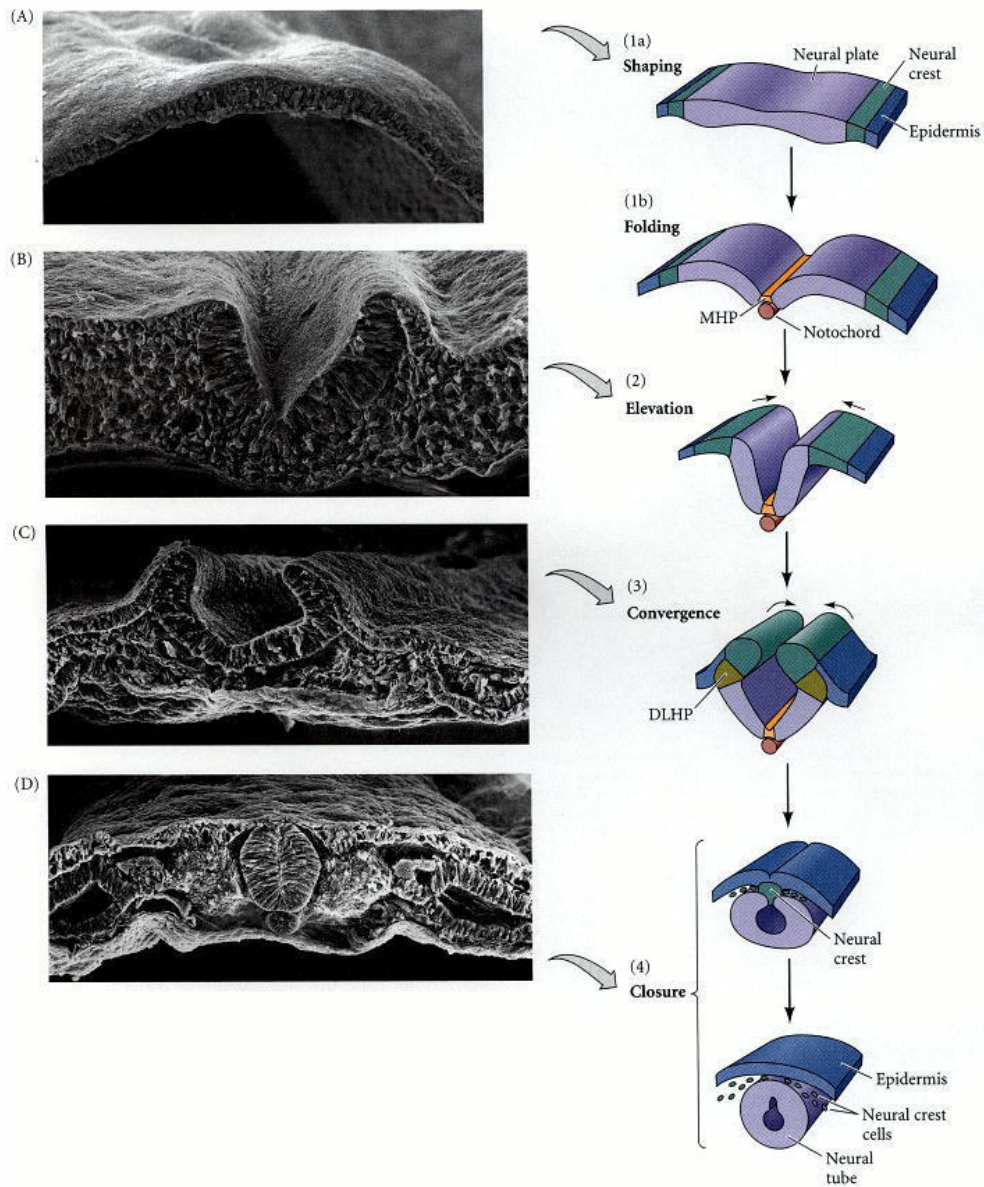 (A)
(1a)
Shaping
Neural plate
Neural
crest
Epidermis
(1b)
Folding
MHP
Notochord
(B)
(2)
Elevation
(C)
(3)
Convergence
DLHP
(D)
Neural
crest
(4)
Closure
Epidermis
Neural crest
cells
Neural
tube